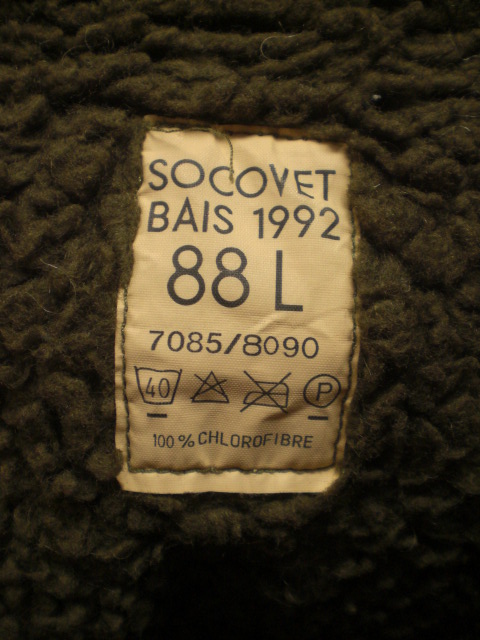 SOCOVET
BAIS 1992
88 L
7085/8090
40 P
100 % CHLOROFIBRE